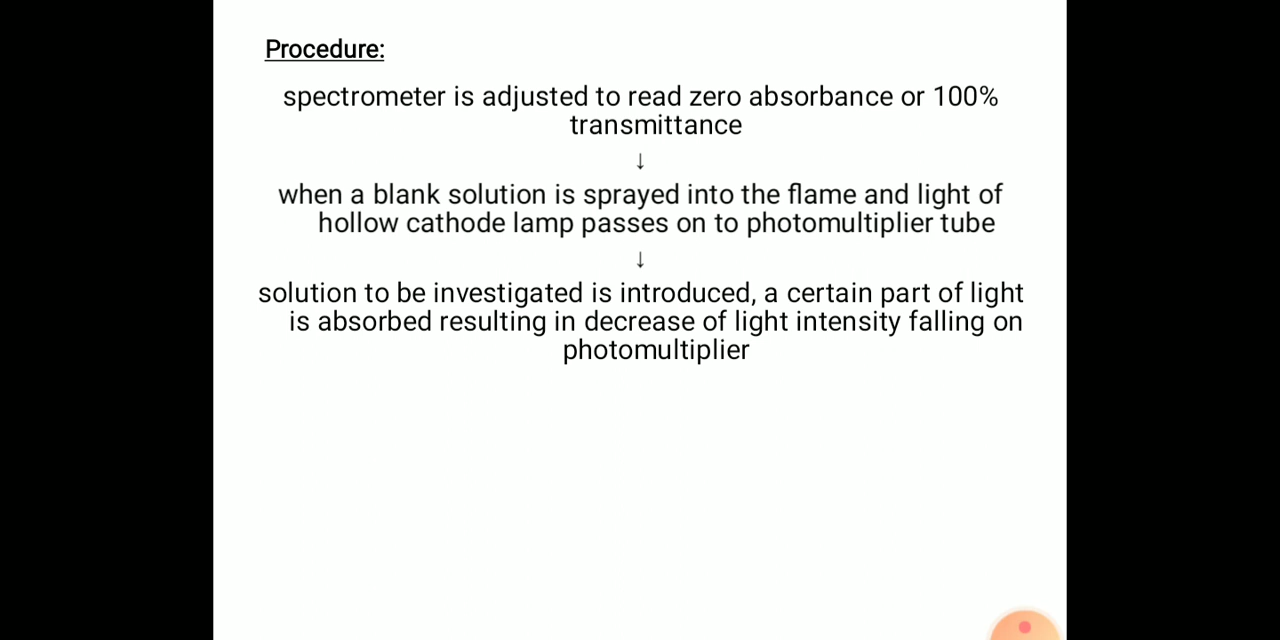 Procedure:
spectrometer is adjusted to read zero absorbance or 100%
transmittance
↓
when a blank solution is sprayed into the flame and light of
hollow cathode lamp passes on to photomultiplier tube
↓
solution to be investigated is introduced, a certain part of light
is absorbed resulting in decrease of light intensity falling on
photomultiplier